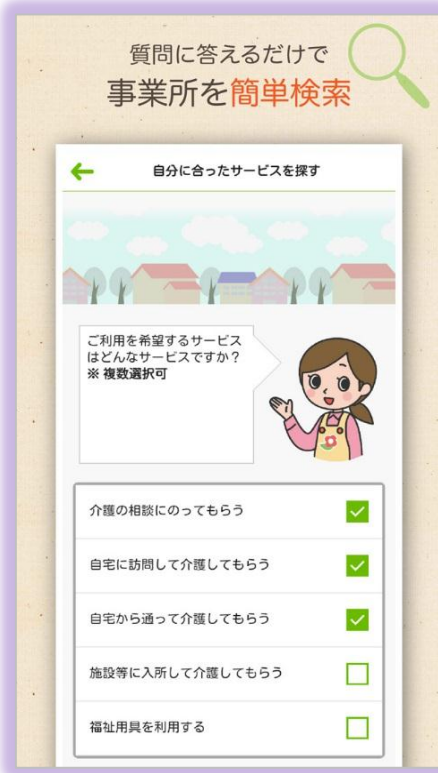 質問に答えるだけで
事業所を簡単検索
自分に合ったサービスを探す
ご利用を希望するサービス
はどんなサービスですか？
※ 複数選択可
介護の相談にのってもらう
自宅に訪問して介護してもらう
自宅から通って介護してもらう
施設等に入所して介護してもらう
福祉用具を利用する